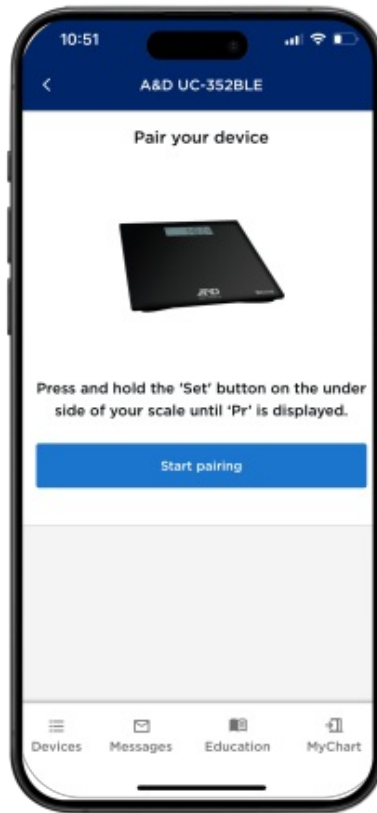 10:51
A&D UC-352BLE
Pair your device
AND
Press and hold the 'Set' button on the under
side of your scale until 'Pr' is displayed.
Start pairing
Devices Messages Education MyChart